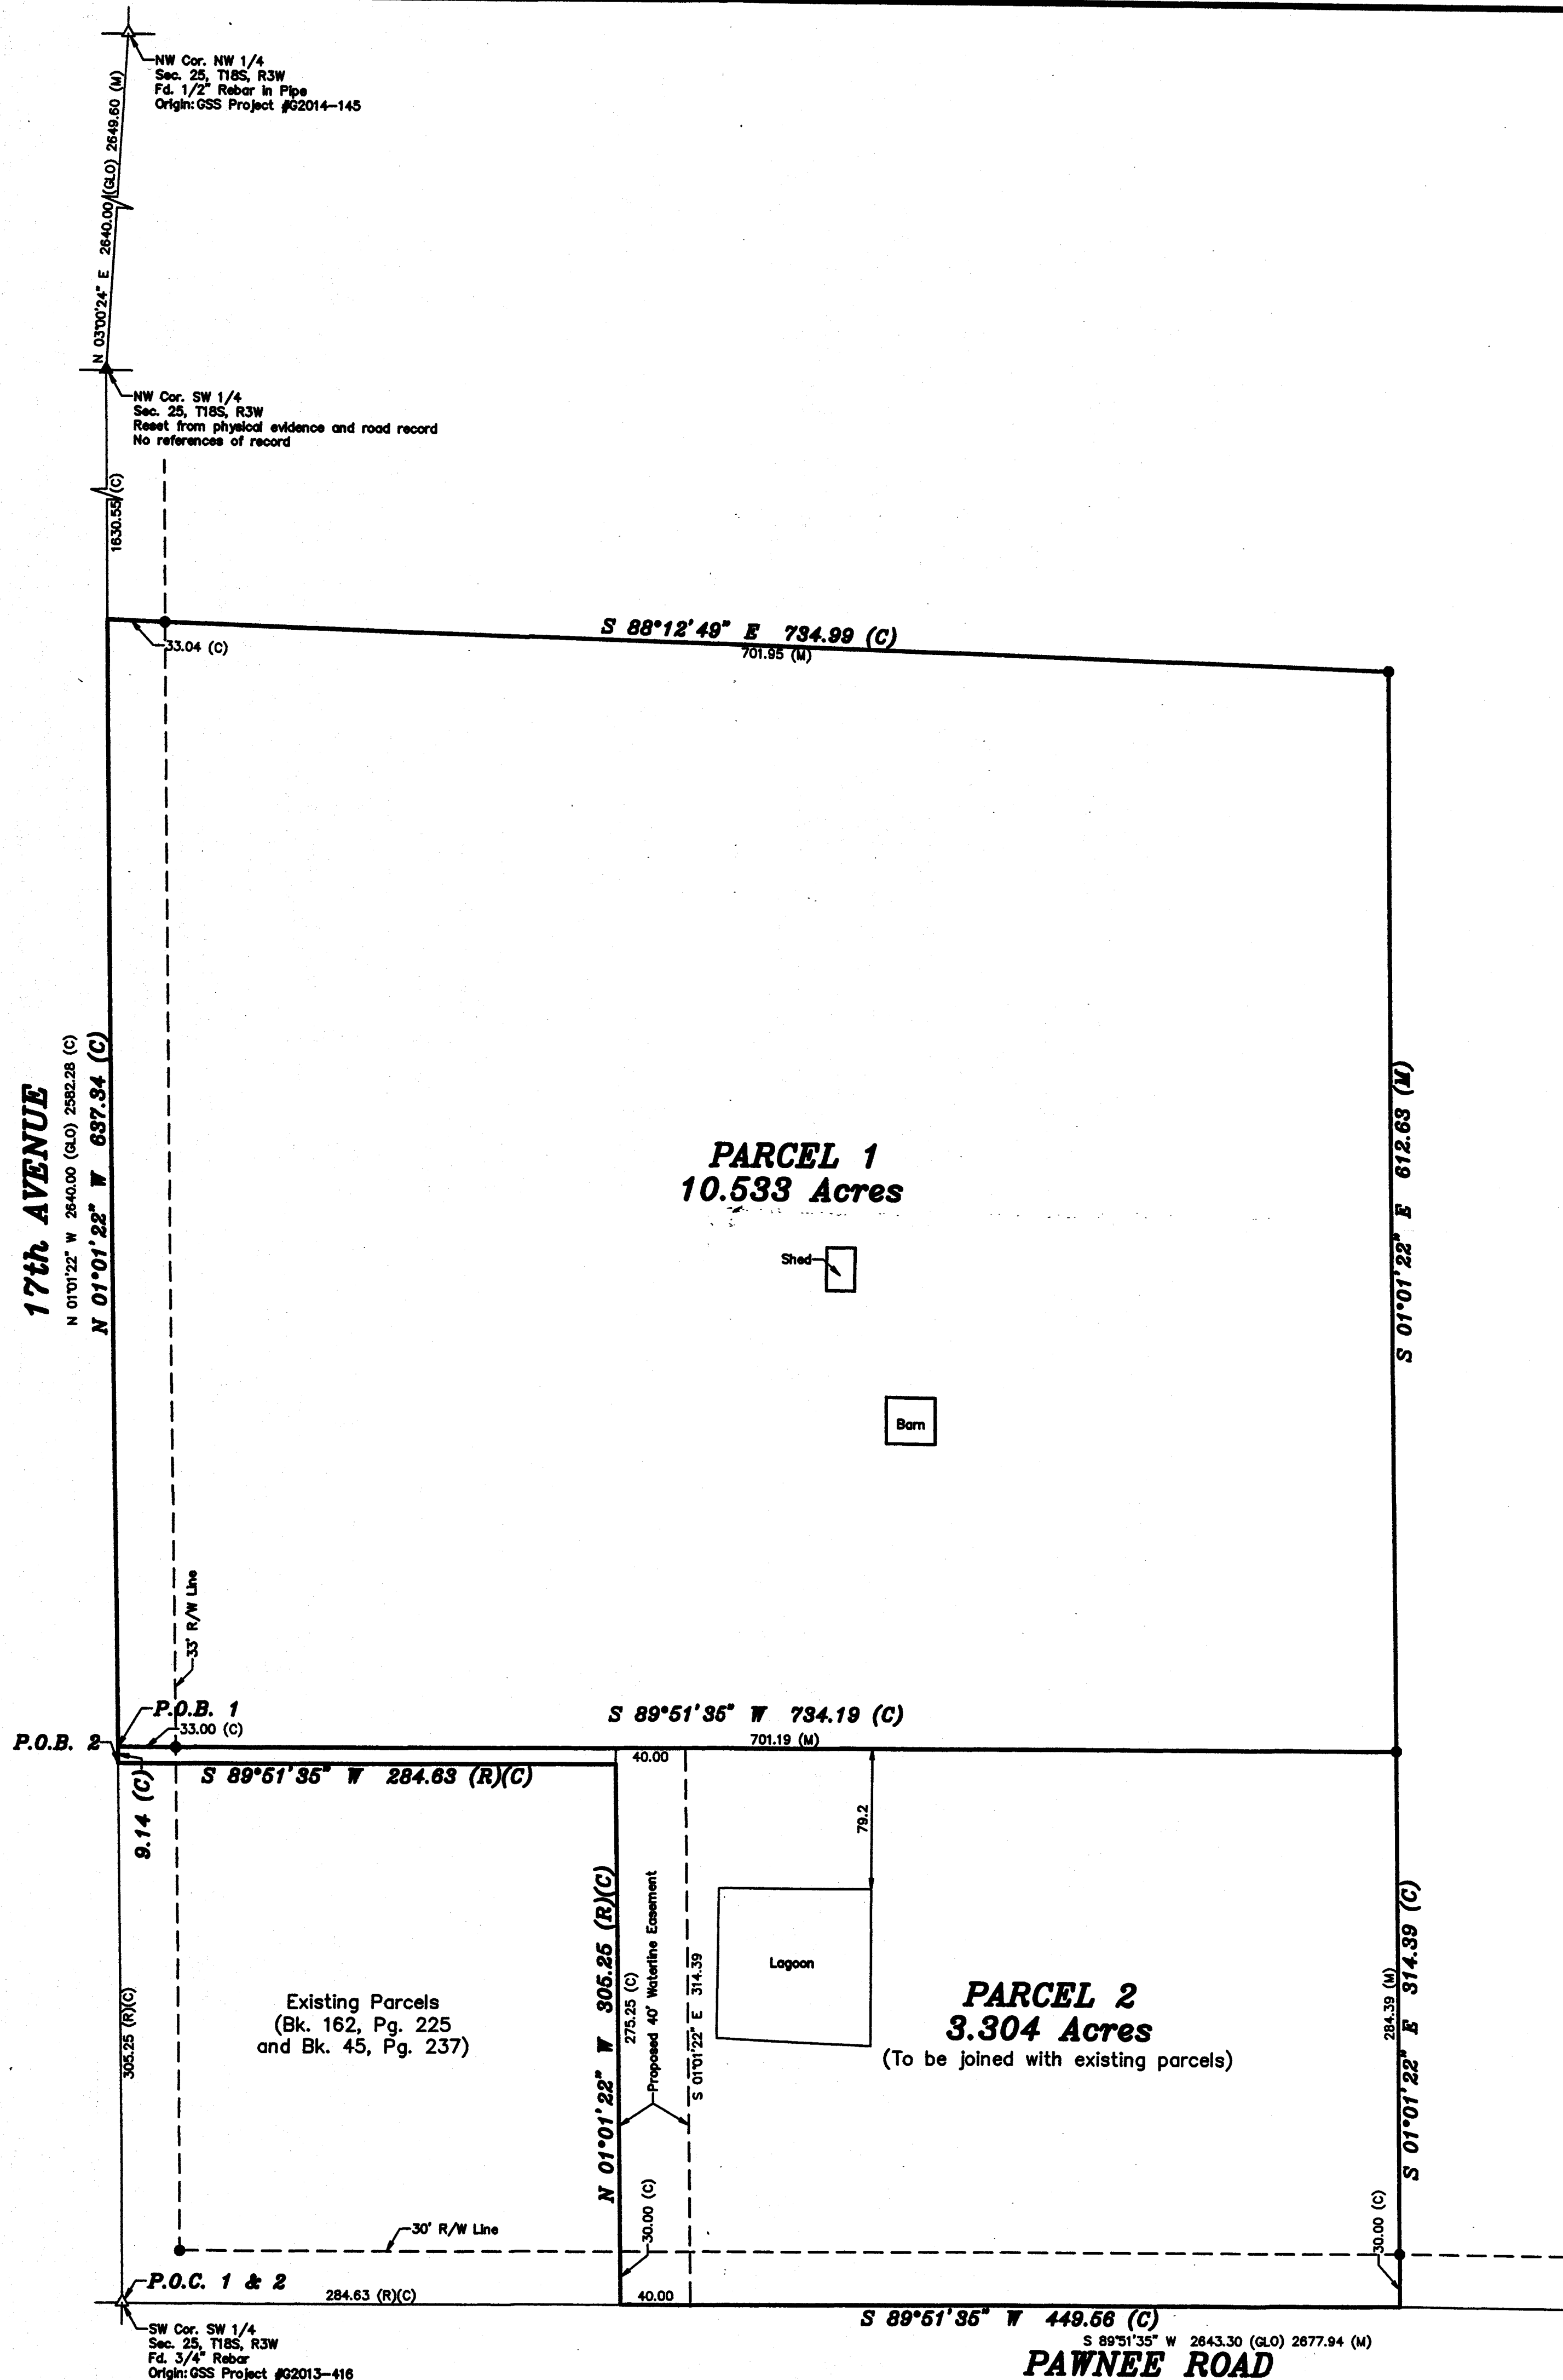 NW Cor. NW 1/4
Sec. 25, T18S, R3W
Fd. 1/2" Rebar in Pipe
Origin: GSS Project #G2014-145
N 03°00'24" E 2640.00 (GLO) 2649.60 (M)
NW Cor. SW 1/4
Sec. 25, T18S, R3W
Reset from physical evidence and road record
No references of record
1630.55 (C)
33.04 (C)
S 88°12'49" E 734.99 (C)
701.95 (M)
17th AVENUE
N 01°01'22" W 2640.00 (GLO) 2582.28 (C)
N 01°01'22" W 637.34 (C)
PARCEL 1
10.533 Acres
Shed
Barn
S 01°01'22" E 612.63 (M)
33' R/W Line
P.O.B. 1
33.00 (C)
S 89°51'35" W 734.19 (C)
701.19 (M)
P.O.B. 2
40.00
S 89°51'35" W 284.63 (R)(C)
9.14 (C)
79.2
Existing Parcels
(Bk. 162, Pg. 225
and Bk. 45, Pg. 237)
305.25 (R)(C)
N 01°01'22" W 305.25 (R)(C)
275.25 (C)
Proposed 40' Waterline Easement
S 01°01'22" E 314.39
Lagoon
PARCEL 2
3.304 Acres
(To be joined with existing parcels)
284.39 (M)
S 01°01'22" E 314.39 (C)
30' R/W Line
30.00 (C)
30.00 (C)
P.O.C. 1 & 2
284.63 (R)(C)
40.00
S 89°51'35" W 449.56 (C)
SW Cor. SW 1/4
Sec. 25, T18S, R3W
Fd. 3/4" Rebar
Origin: GSS Project #G2013-416
S 89°51'35" W 2643.30 (GLO) 2677.94 (M)
PAWNEE ROAD